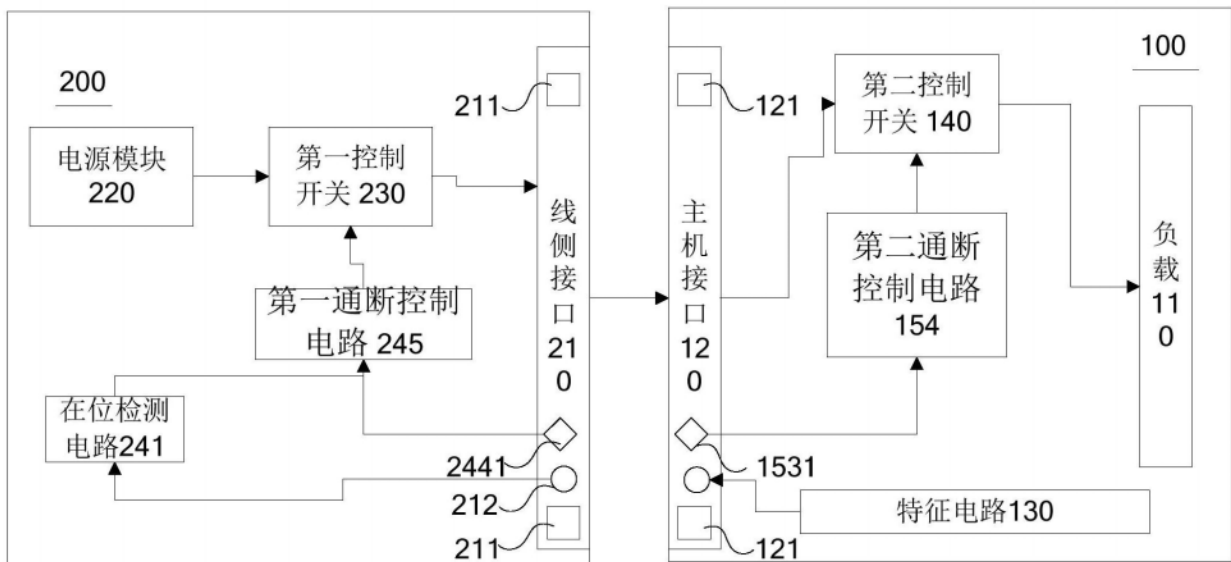 200
电源模块
220
第一控制
开关 230
第一通断控制
电路 245
在位检测
电路241
211
线
侧
接
口
21
0
2441
212
211
主
机
接
口
12
0
121
1531
121
第二控制
开关 140
第二通断
控制电路
154
特征电路130
100
负
载
11
0